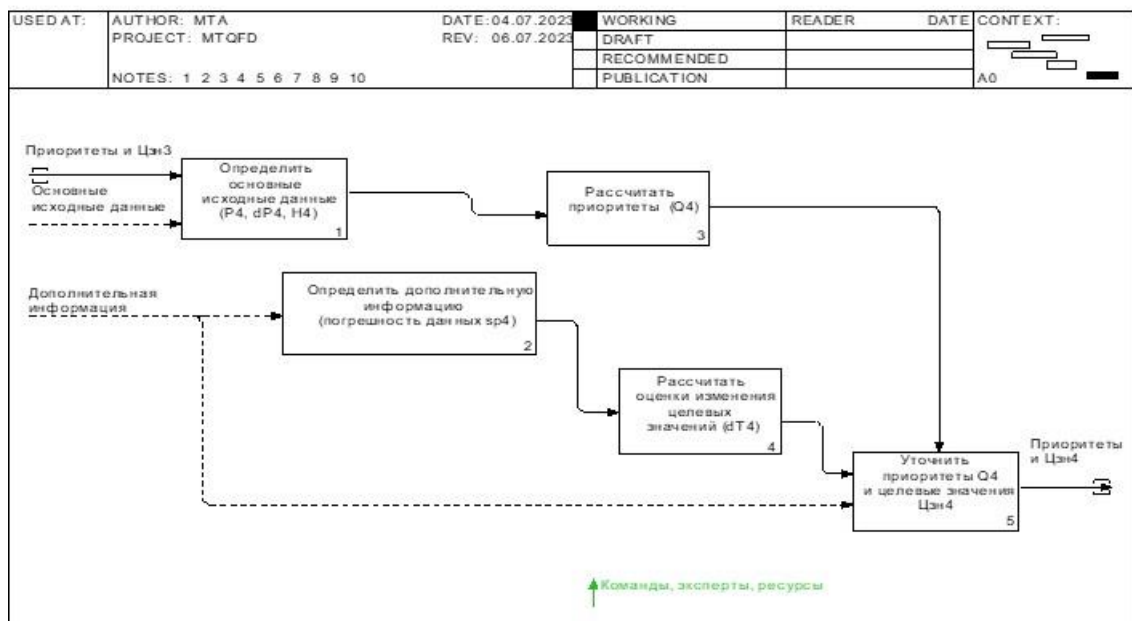 USED AT:
AUTHOR: MTA
DATE:04.07.2023
WORKING
READER
DATE
CONTEXT:
PROJECT: MTQFD
REV: 06.07.2023
DRAFT
RECOMMENDED
NOTES: 1 2 3 4 5 6 7 8 9 10
PUBLICATION
A0
Приоритеты и Цзн3
Основные
исходные данные
Определить
основные
исходные данные
(P4, dP4, H4)
1
Рассчитать
приоритеты (Q4)
3
Дополнительная
информация
Определить дополнительную
информацию
(погрешность данных sp4)
2
Рассчитать
оценки изменения
целевых
значений (dT4)
4
Уточнить
приоритеты Q4
и целевые значения
Цзн4
5
Приоритеты
и Цзн4
Команды, эксперты, ресурсы